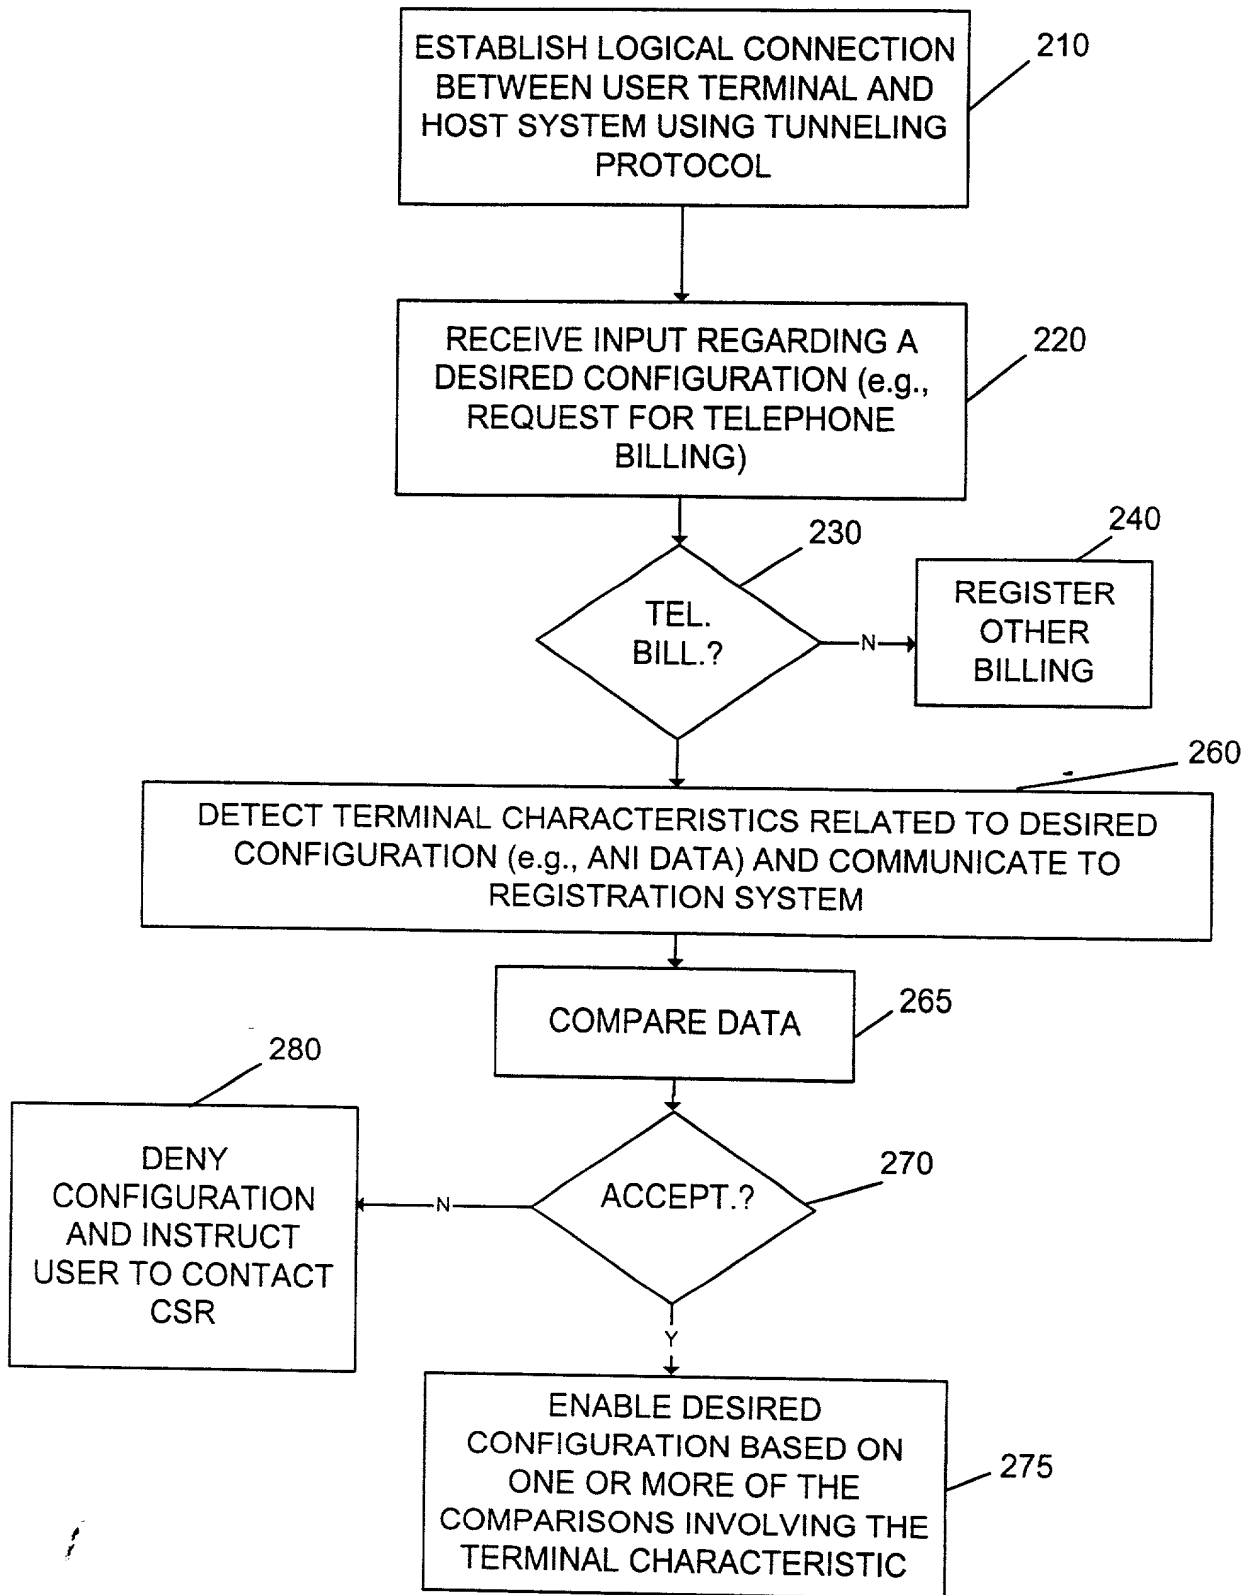 ESTABLISH LOGICAL CONNECTION
BETWEEN USER TERMINAL AND
HOST SYSTEM USING TUNNELING
PROTOCOL
210
RECEIVE INPUT REGARDING A
DESIRED CONFIGURATION (e.g.,
REQUEST FOR TELEPHONE
BILLING)
220
230
TEL.
BILL.?
N
240
REGISTER
OTHER
BILLING
260
DETECT TERMINAL CHARACTERISTICS RELATED TO DESIRED
CONFIGURATION (e.g., ANI DATA) AND COMMUNICATE TO
REGISTRATION SYSTEM
COMPARE DATA
265
280
DENY
CONFIGURATION
AND INSTRUCT
USER TO CONTACT
CSR
N
ACCEPT.?
270
Y
ENABLE DESIRED
CONFIGURATION BASED ON
ONE OR MORE OF THE
COMPARISONS INVOLVING THE
TERMINAL CHARACTERISTIC
275